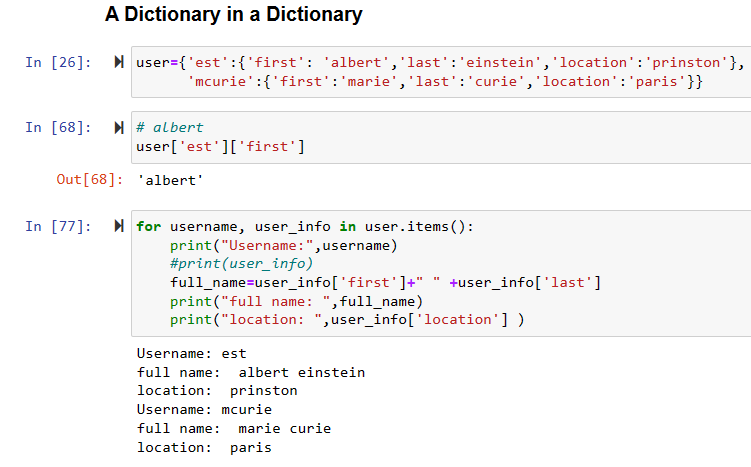 A Dictionary in a Dictionary
In [26]: user={'est':{'first': 'albert','last':'einstein','location':'prinston'},
'mcurie':{'first':'marie','last':'curie','location':'paris'}}
In [68]: # albert
user['est']['first']
Out[68]: 'albert'
In [77]: for username, user_info in user.items():
print("Username:",username)
#print(user_info)
full_name=user_info['first']+" " +user_info['last']
print("full name: ",full_name)
print("location: ",user_info['location'] )
Username: est
full name:  albert einstein
location:  prinston
Username: mcurie
full name:  marie curie
location:  paris